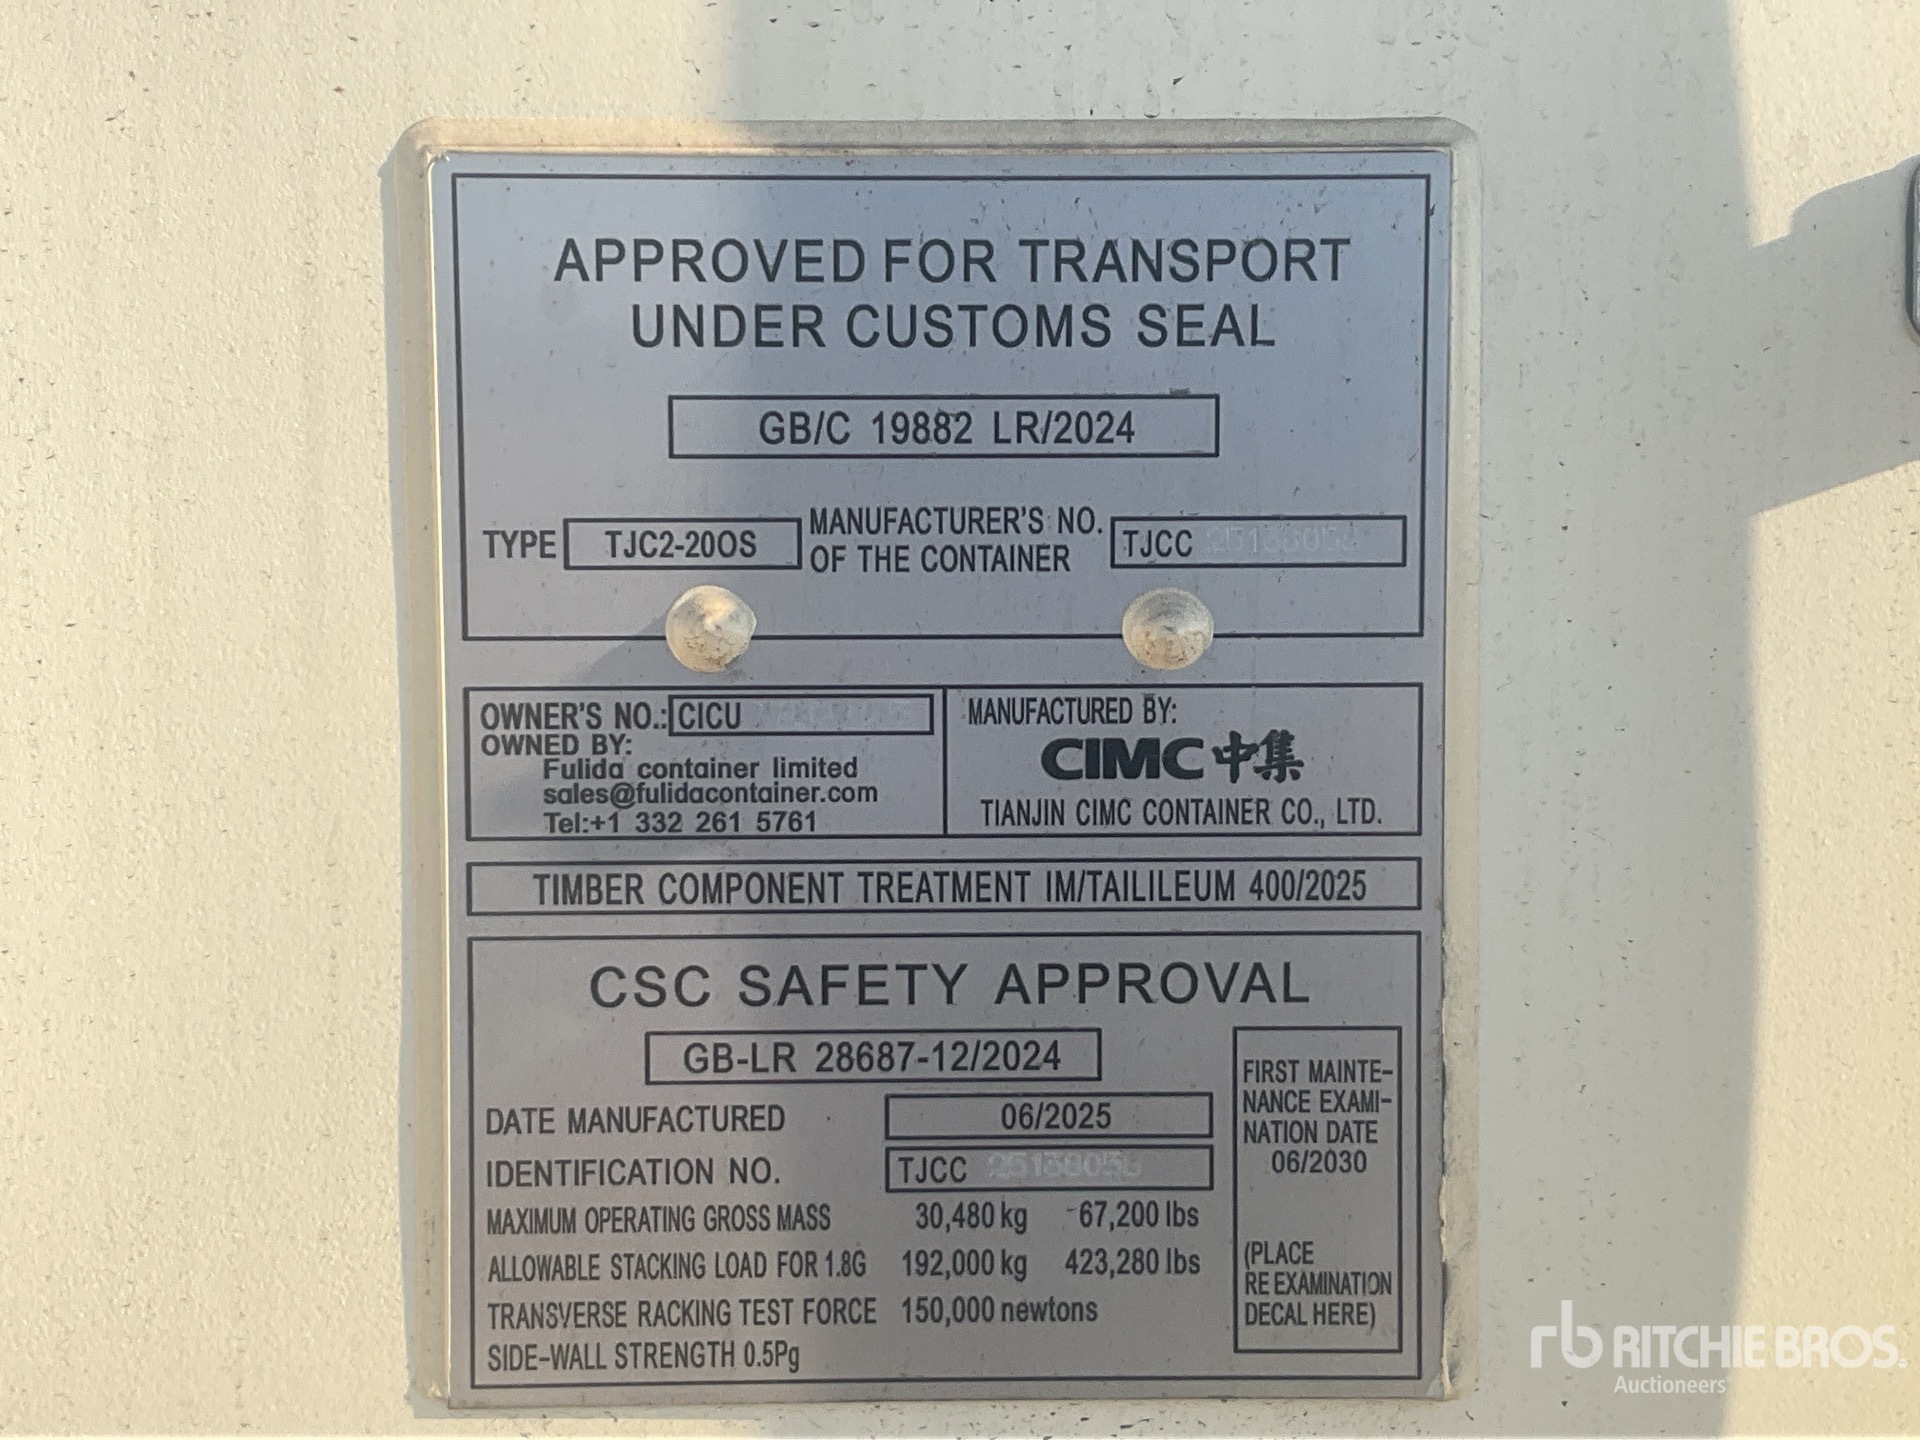 APPROVED FOR TRANSPORT
UNDER CUSTOMS SEAL
GB/C 19882 LR/2024
TYPE TJC2-20OS
MANUFACTURER'S NO.
OF THE CONTAINER
TJCC
OWNER'S NO.: CICU
OWNED BY:
Fulida container limited
sales@fulidacontainer.com
Tel:+1 332 261 5761
MANUFACTURED BY:
CIMC 中集
TIANJIN CIMC CONTAINER CO., LTD.
TIMBER COMPONENT TREATMENT IM/TAILILEUM 400/2025
CSC SAFETY APPROVAL
GB-LR 28687-12/2024
DATE MANUFACTURED 06/2025
IDENTIFICATION NO. TJCC
MAXIMUM OPERATING GROSS MASS 30,480 kg 67,200 lbs
ALLOWABLE STACKING LOAD FOR 1.8G 192,000 kg 423,280 lbs
TRANSVERSE RACKING TEST FORCE 150,000 newtons
SIDE-WALL STRENGTH 0.5Pg
FIRST MAINTE-
NANCE EXAMI-
NATION DATE
06/2030
(PLACE
RE EXAMINATION
DECAL HERE)
rb RITCHIE BROS.
Auctioneers